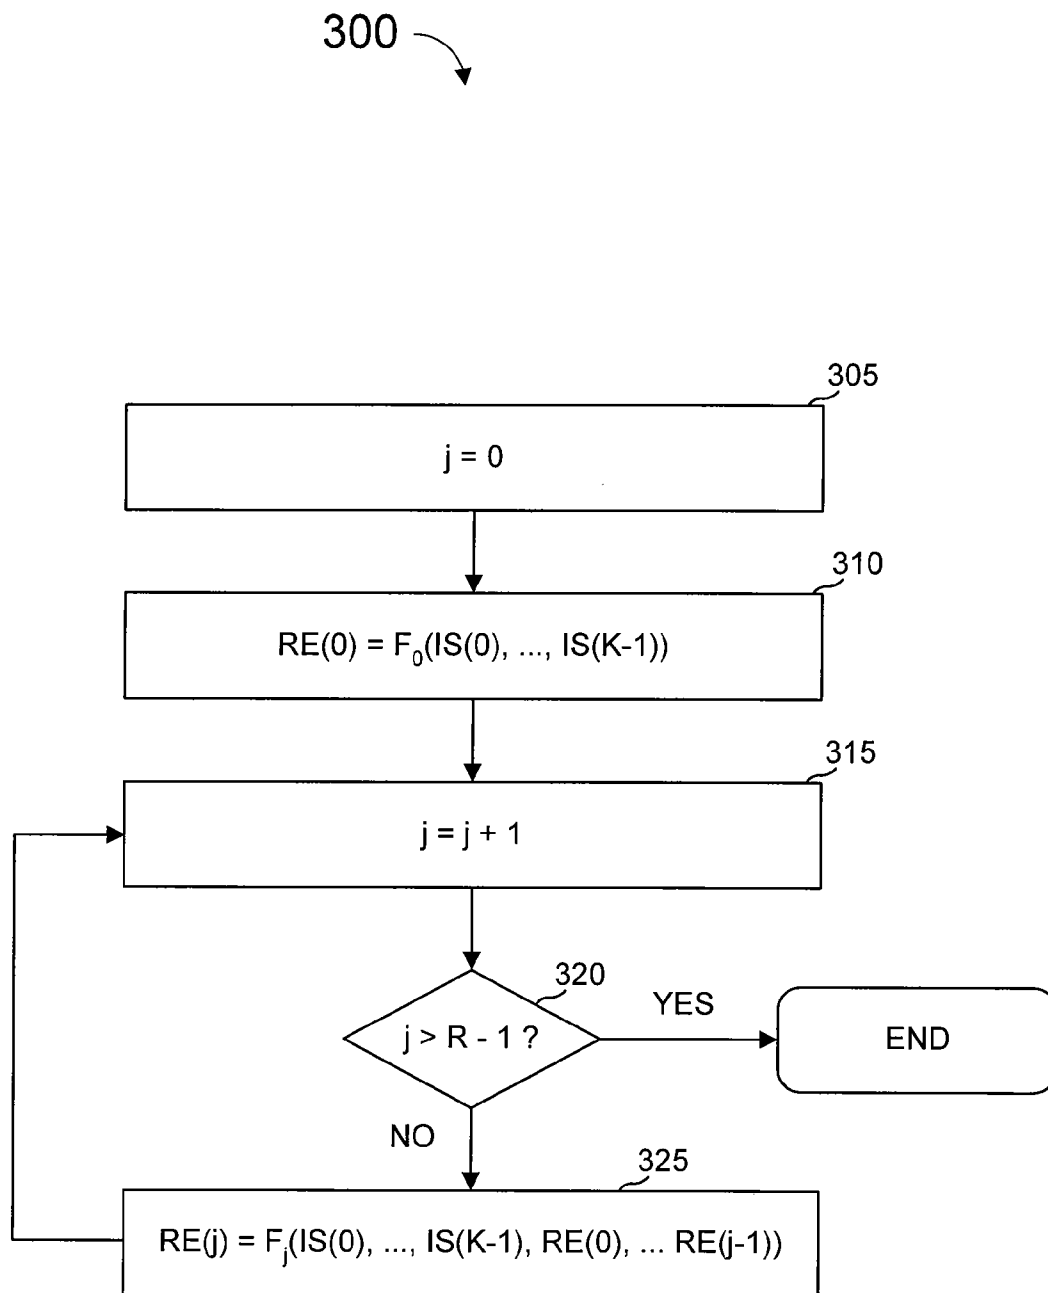 300
305
j = 0
310
RE(0) = F₀(IS(0), ..., IS(K-1))
315
j = j + 1
320
j > R - 1 ?
YES
END
NO
325
RE(j) = Fⱼ(IS(0), ..., IS(K-1), RE(0), ... RE(j-1))